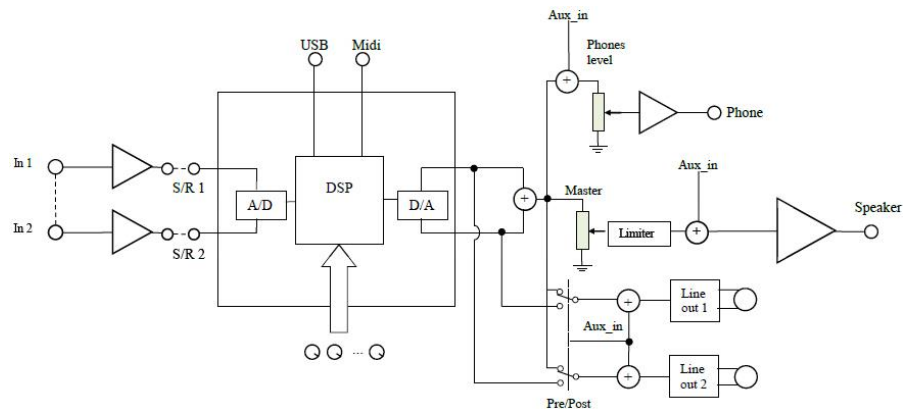 Aux_in
USB
Midi
Phones
level
Phone
In 1
S/R 1
DSP
A/D
D/A
Aux_in
Master
Speaker
Limiter
In 2
S/R 2
Line
out 1
Aux_in
...
Line
out 2
Pre/Post